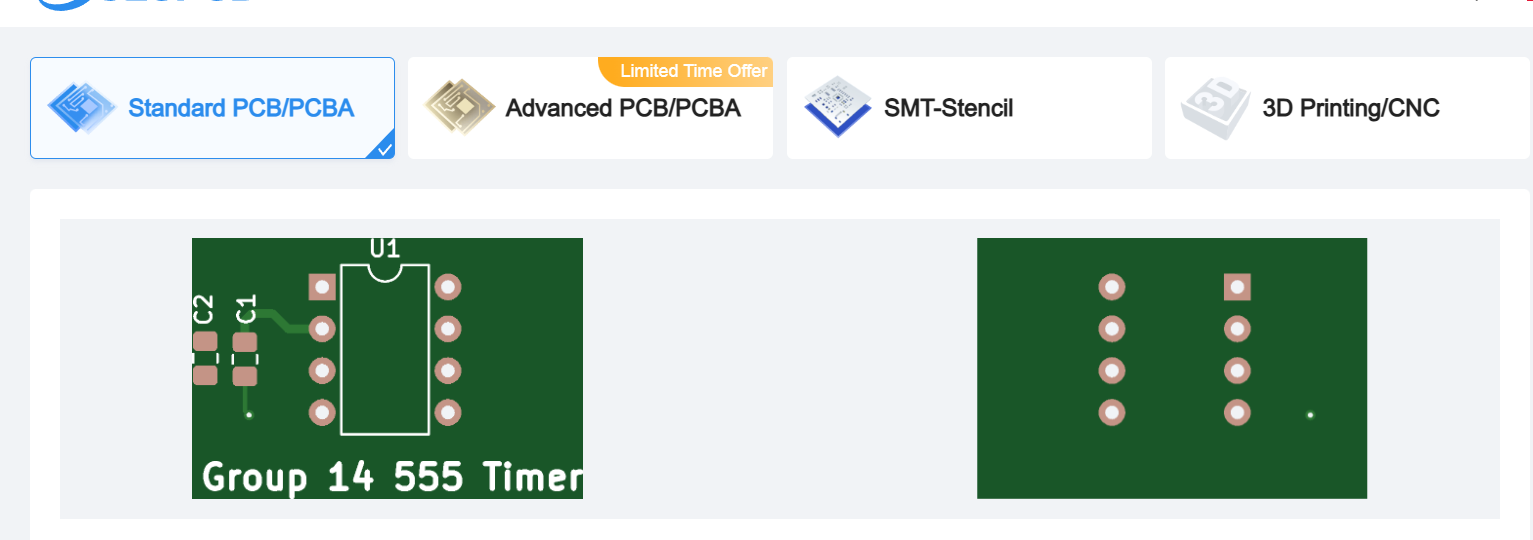 Limited Time Offer
Standard PCB/PCBA
Advanced PCB/PCBA
SMT-Stencil
3D
3D Printing/CNC
U1
C2
C1
Group 14 555 Timer